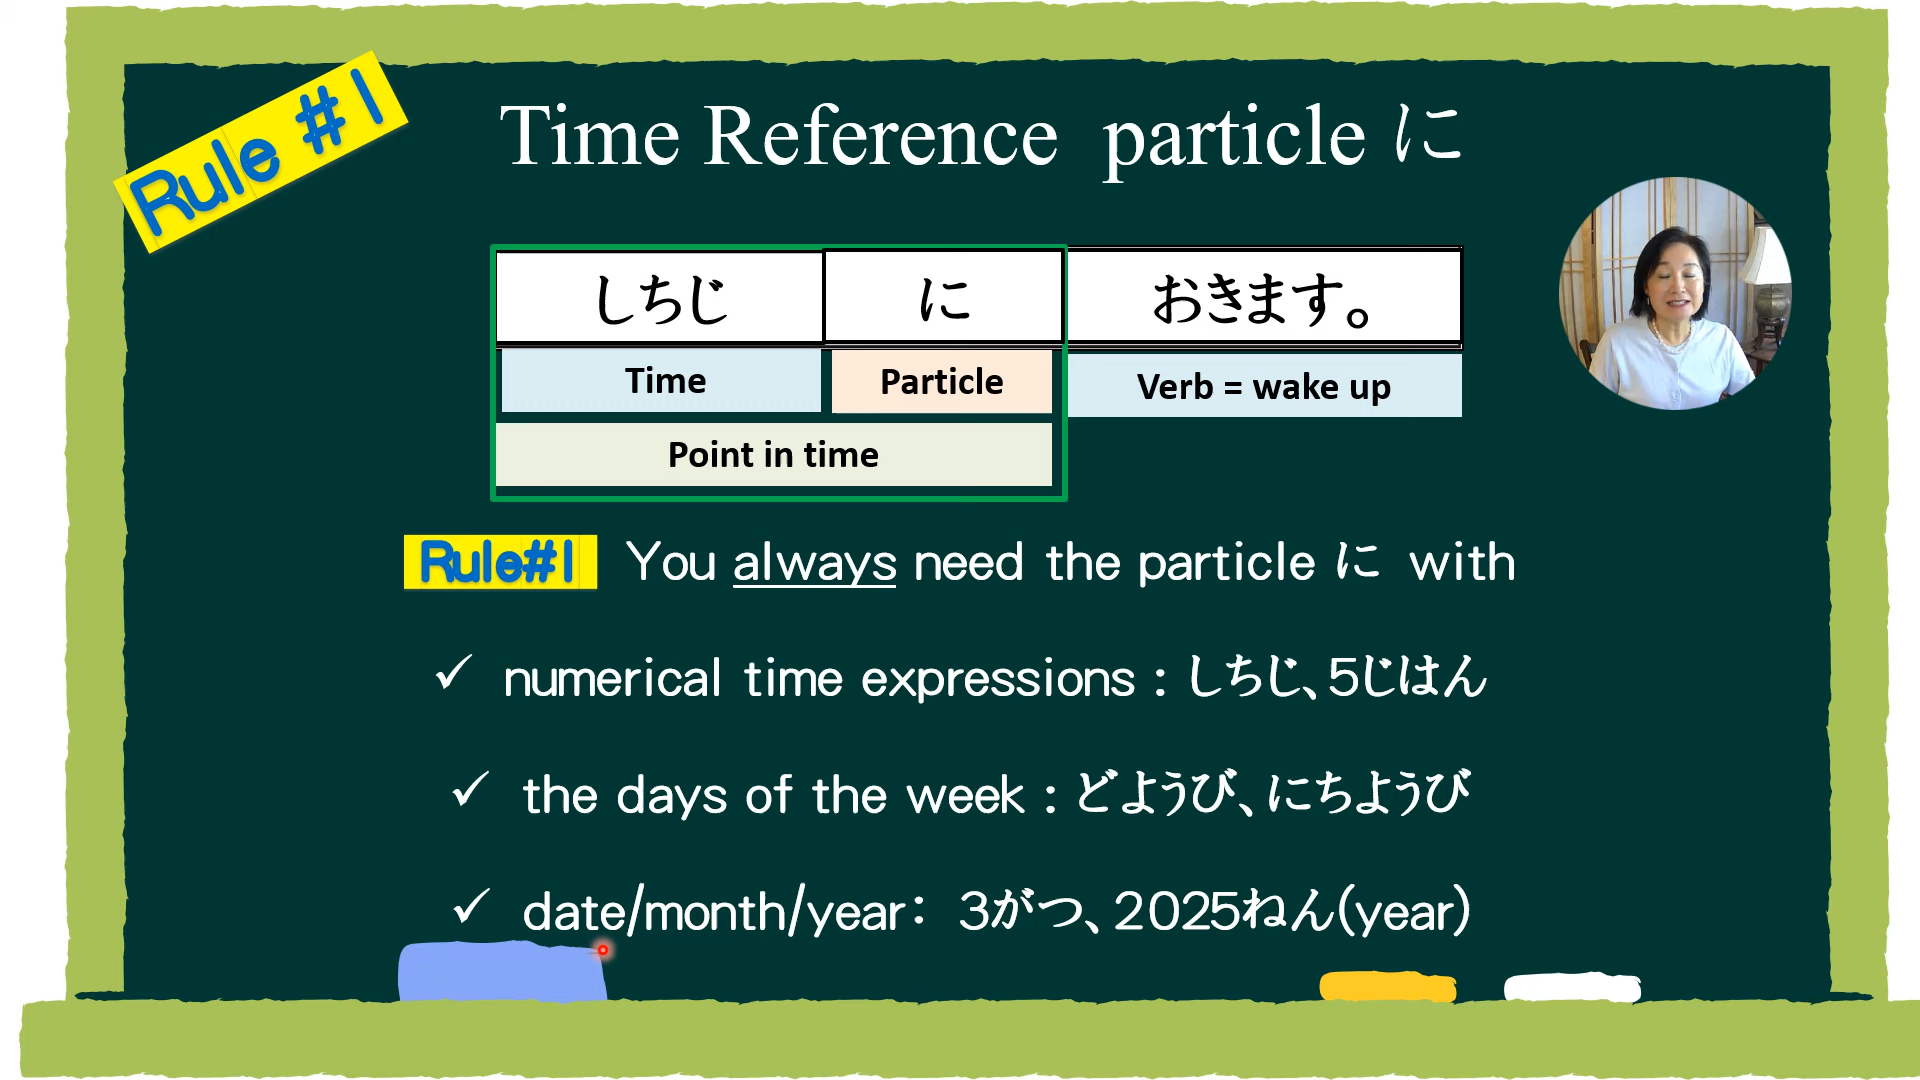 Rule #1
Time Reference particle に
しちじ に おきます。
Time Particle Verb = wake up
Point in time
Rule#1 You always need the particle に with
✓ numerical time expressions : しちじ、5じはん
✓ the days of the week : どようび、にちようび
✓ date/month/year: 3がつ、2025ねん(year)